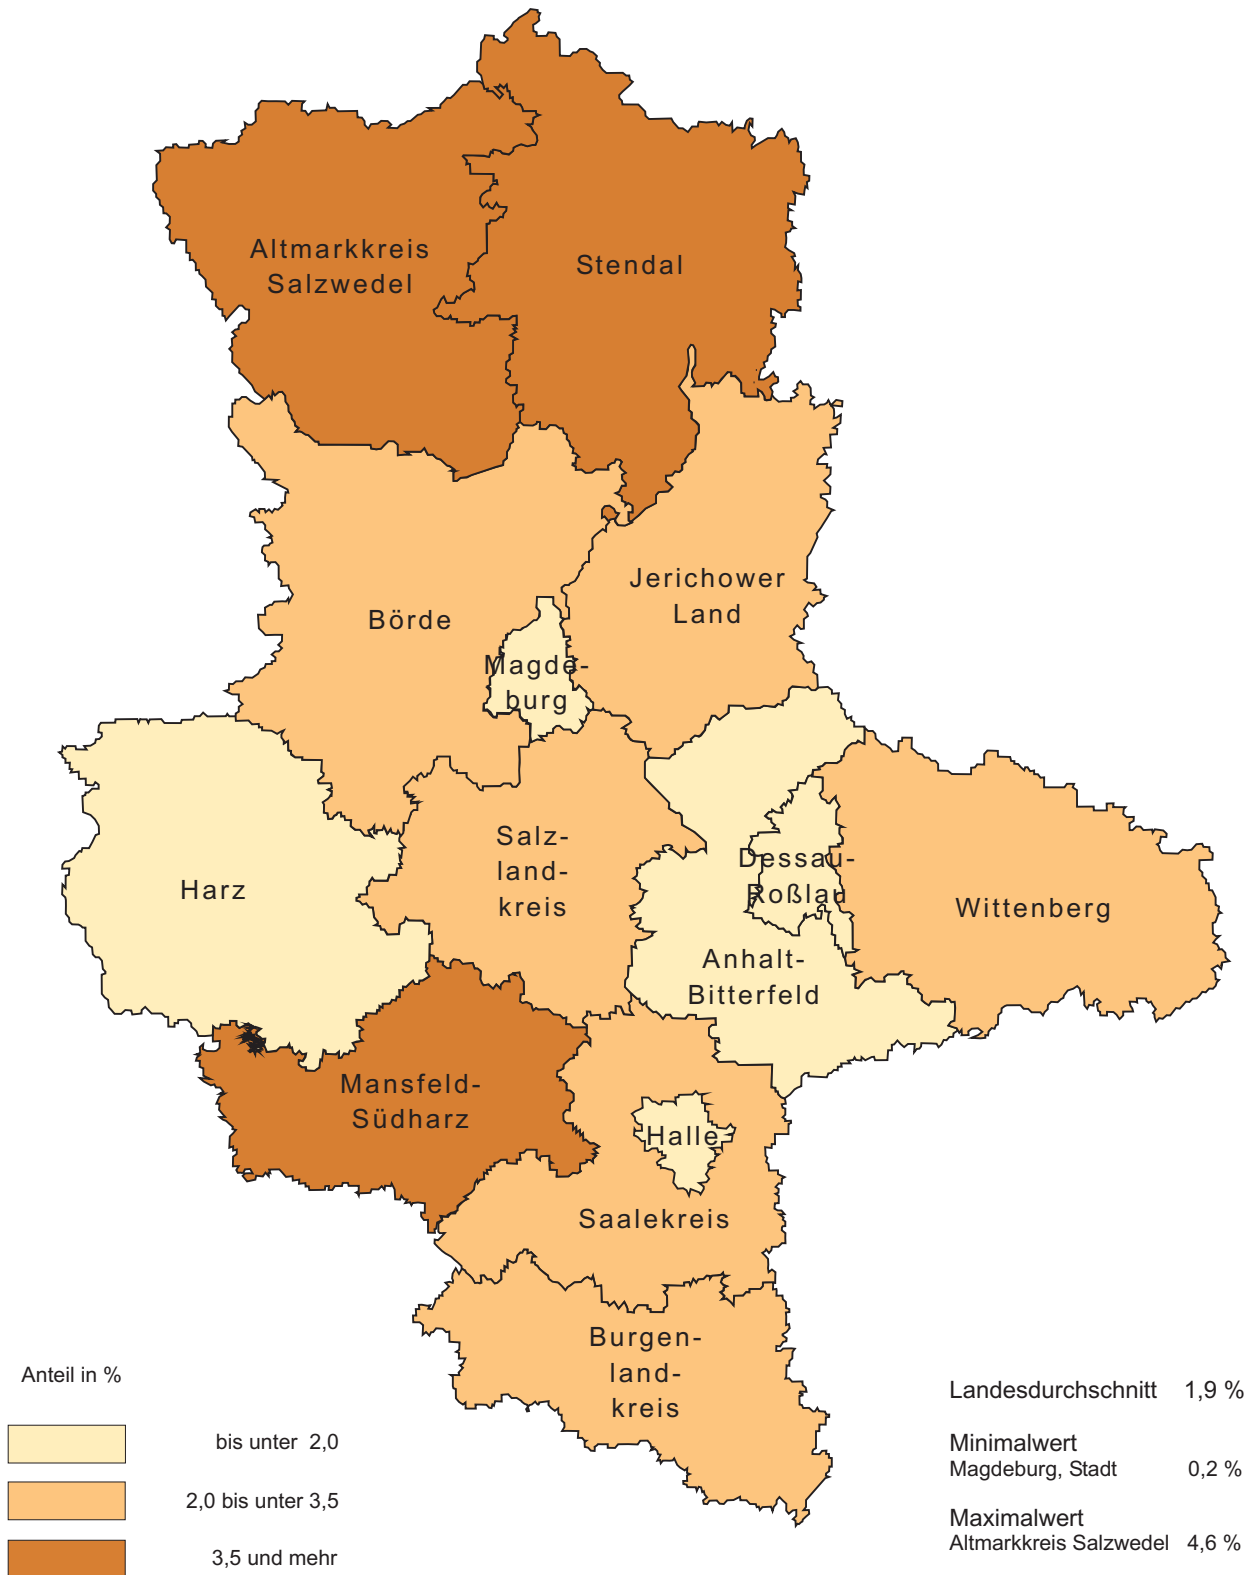 Altmarkkreis
Salzwedel
Stendal
Jerichower
Land
Börde
Magde-
burg
Salz-
land-
kreis
Dessau-
Roßlau
Harz
Wittenberg
Anhalt-
Bitterfeld
Mansfeld-
Südharz
Halle
Saalekreis
Burgen-
land-
kreis
Anteil in %
bis unter 2,0
2,0 bis unter 3,5
3,5 und mehr
Landesdurchschnitt 1,9 %
Minimalwert
Magdeburg, Stadt 0,2 %
Maximalwert
Altmarkkreis Salzwedel 4,6 %